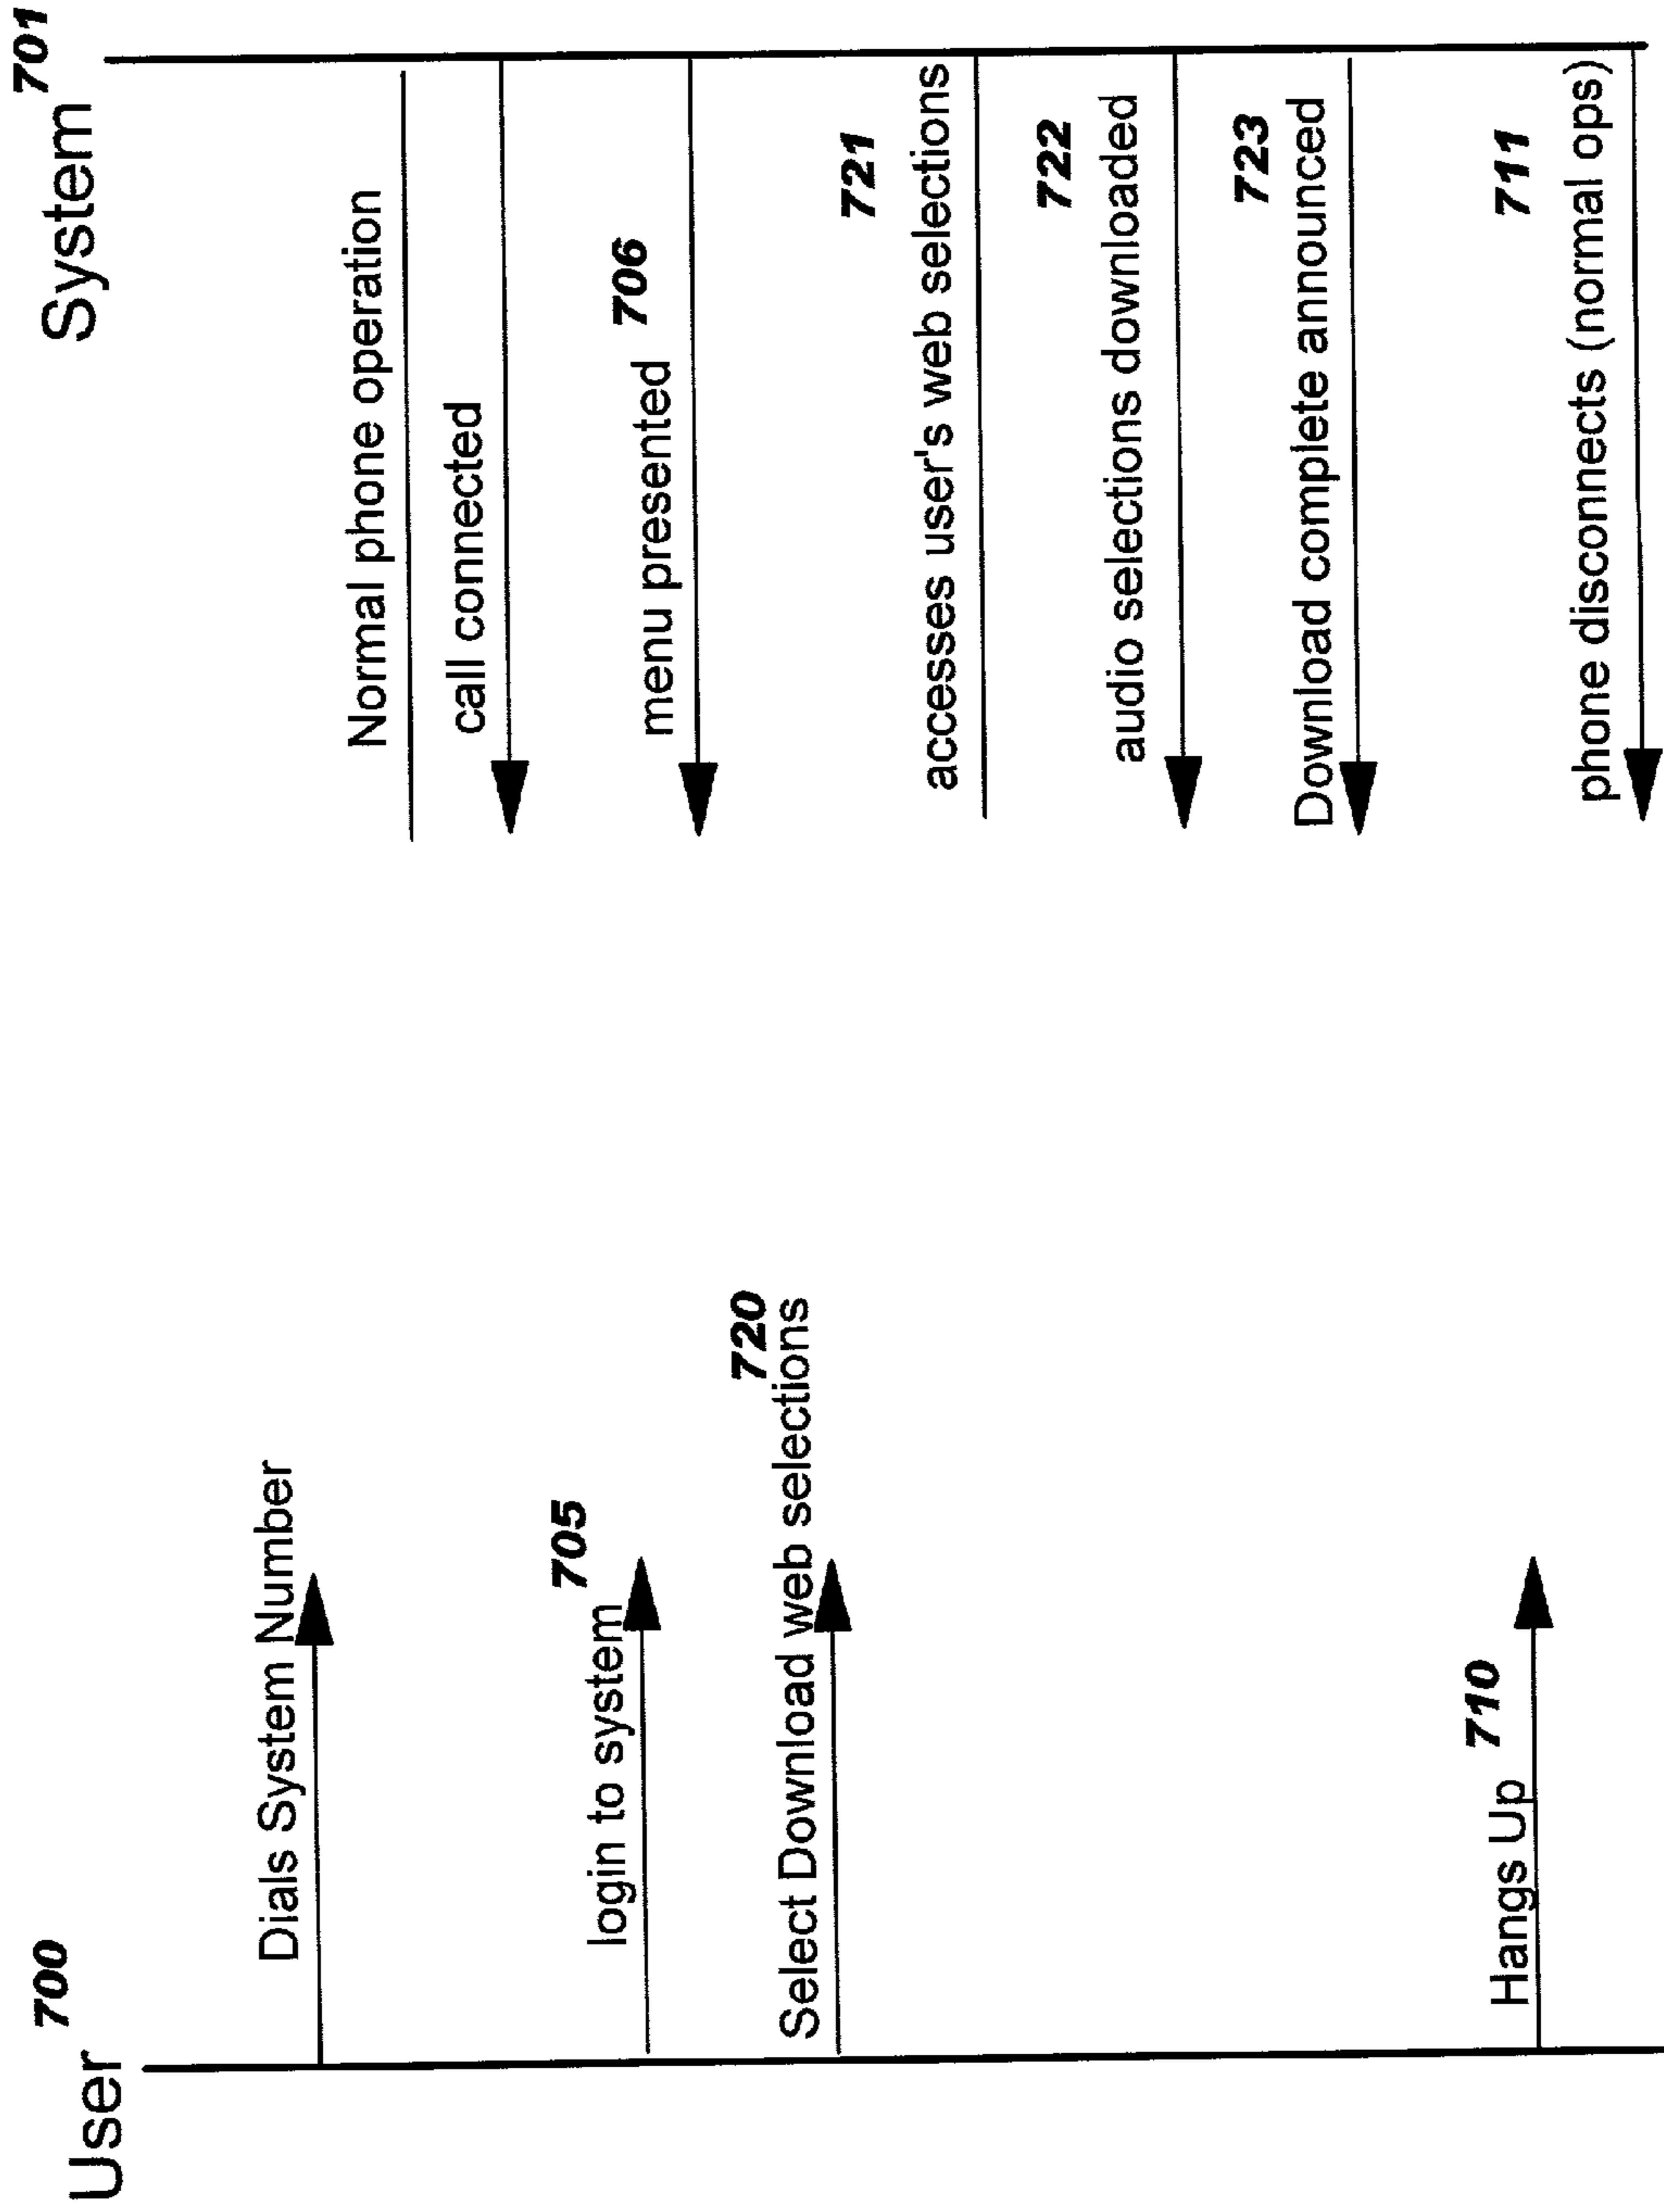 User 700
System 701
Dials System Number
Normal phone operation
call connected
705
login to system
706
menu presented
720
Select Download web selections
721
accesses user's web selections
722
audio selections downloaded
723
Download complete announced
710
Hangs Up
711
phone disconnects (normal ops)